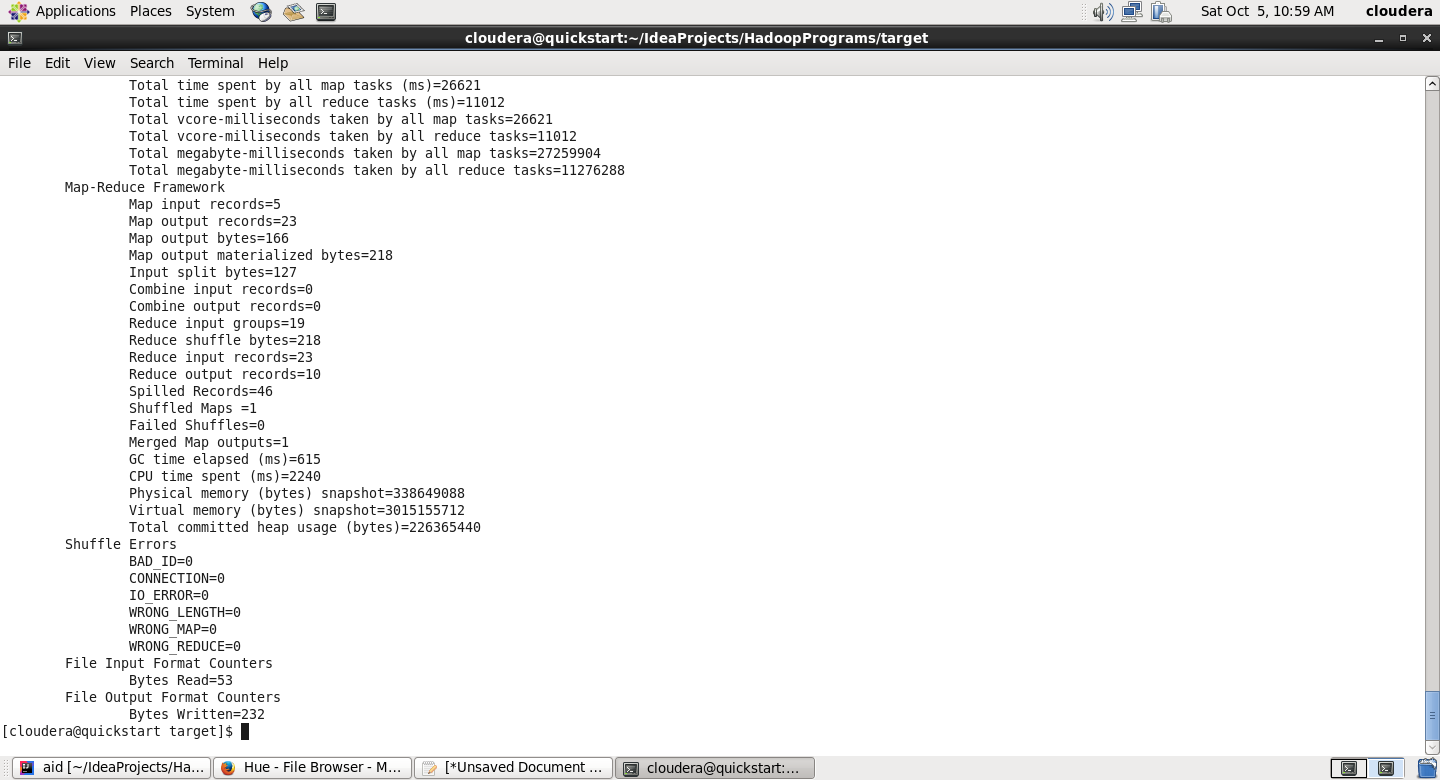 Applications Places System Sat Oct 5, 10:59 AM cloudera
cloudera@quickstart:~/IdeaProjects/HadoopPrograms/target
File Edit View Search Terminal Help
Total time spent by all map tasks (ms)=26621
Total time spent by all reduce tasks (ms)=11012
Total vcore-milliseconds taken by all map tasks=26621
Total vcore-milliseconds taken by all reduce tasks=11012
Total megabyte-milliseconds taken by all map tasks=27259904
Total megabyte-milliseconds taken by all reduce tasks=11276288
Map-Reduce Framework
Map input records=5
Map output records=23
Map output bytes=166
Map output materialized bytes=218
Input split bytes=127
Combine input records=0
Combine output records=0
Reduce input groups=19
Reduce shuffle bytes=218
Reduce input records=23
Reduce output records=10
Spilled Records=46
Shuffled Maps =1
Failed Shuffles=0
Merged Map outputs=1
GC time elapsed (ms)=615
CPU time spent (ms)=2240
Physical memory (bytes) snapshot=338649088
Virtual memory (bytes) snapshot=3015155712
Total committed heap usage (bytes)=226365440
Shuffle Errors
BAD_ID=0
CONNECTION=0
IO_ERROR=0
WRONG_LENGTH=0
WRONG_MAP=0
WRONG_REDUCE=0
File Input Format Counters
Bytes Read=53
File Output Format Counters
Bytes Written=232
[cloudera@quickstart target]$
aid [~/IdeaProjects/Ha... Hue - File Browser - M... [*Unsaved Document ... cloudera@quickstart:...